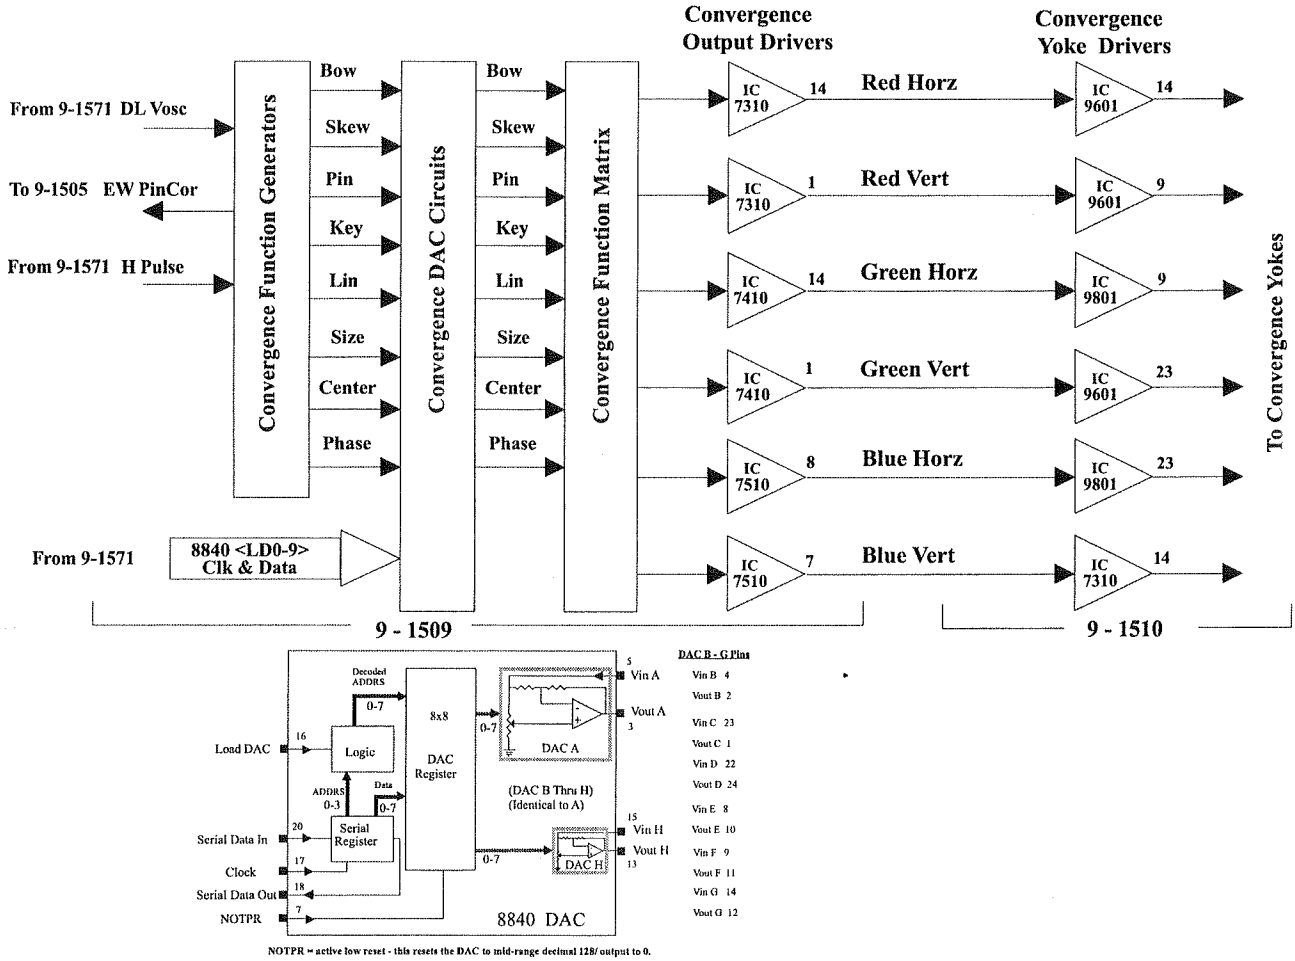 Convergence
Output Drivers
Convergence
Yoke Drivers
From 9-1571 DL Vosc
To 9-1505 EW PinCor
From 9-1571 H Pulse
Convergence Function Generators
Bow
Skew
Pin
Key
Lin
Size
Center
Phase
Convergence DAC Circuits
Bow
Skew
Pin
Key
Lin
Size
Center
Phase
Convergence Function Matrix
IC
7310
14
Red Horz
IC
9601
14
IC
7310
1
Red Vert
IC
9601
9
IC
7410
14
Green Horz
IC
9801
9
IC
7410
1
Green Vert
IC
9601
23
IC
7510
8
Blue Horz
IC
9801
23
IC
7510
7
Blue Vert
IC
7310
14
To Convergence Yokes
From 9-1571
8840 <LD0-9>
Clk & Data
9 - 1509
9 - 1510
Decoded
ADDRS
0-7
Load DAC
16
Logic
ADDRS
0-3
Data
0-7
Serial Data In
20
Serial
Register
Clock
17
Serial Data Out
18
NOTPR
7
8x8
DAC
Register
0-7
- 
+
DAC A
5
Vin A
Vout A
3
(DAC B Thru H)
(Identical to A)
0-7
-
+
DAC H
15
Vin H
Vout H
13
8840 DAC
DAC B - G Pins
Vin B 4
Vout B 2
Vin C 23
Vout C 1
Vin D 22
Vout D 24
Vin E 8
Vout E 10
Vin F 9
Vout F 11
Vin G 14
Vout G 12
NOTPR = active low reset - this resets the DAC to mid-range decimal 128/ output to 0.